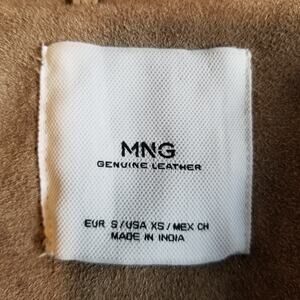 MNG
GENUINE LEATHER
EUR S / USA XS / MEX CH
MADE IN INDIA